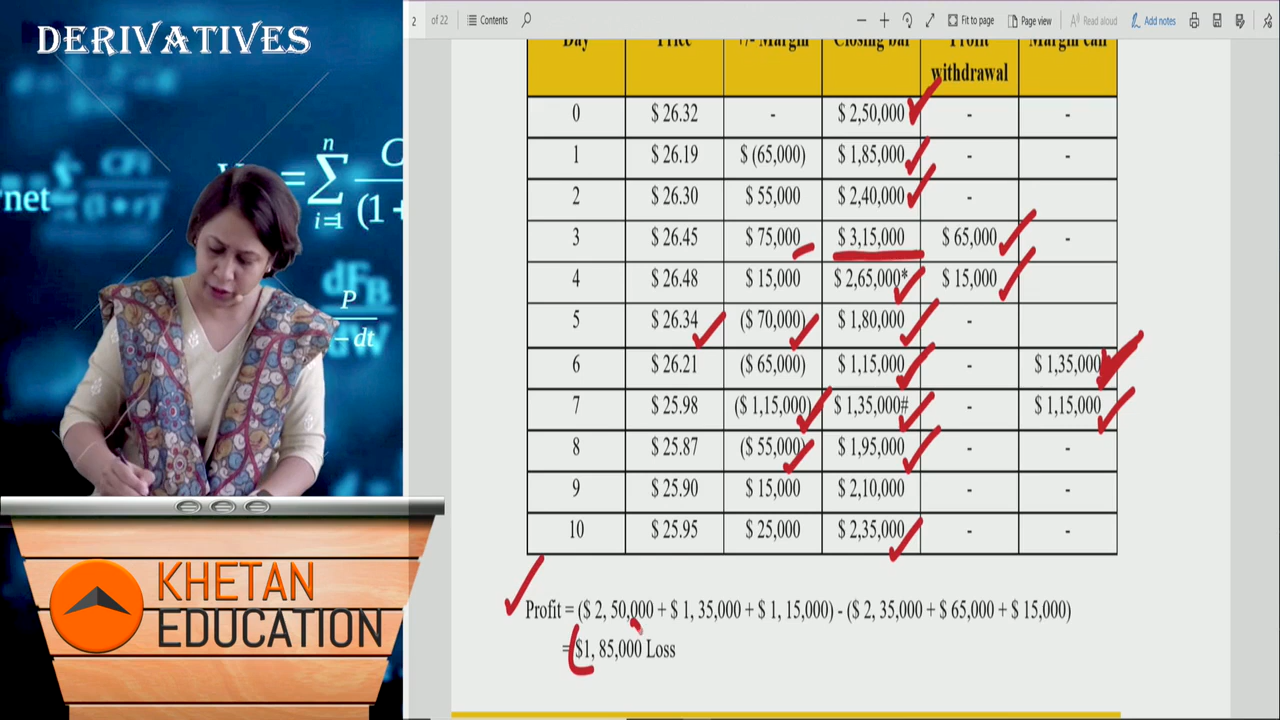 DERIVATIVES
2 of 22 Contents Fit to page Page view Read aloud Add notes
Day Price +/- Margin Closing bal Profit withdrawal Margin call
0 $ 26.32 - $ 2,50,000 - -
1 $ 26.19 $ (65,000) $ 1,85,000 - -
2 $ 26.30 $ 55,000 $ 2,40,000 -
3 $ 26.45 $ 75,000 $ 3,15,000 $ 65,000 -
4 $ 26.48 $ 15,000 $ 2,65,000* $ 15,000
5 $ 26.34 ($ 70,000) $ 1,80,000 -
6 $ 26.21 ($ 65,000) $ 1,15,000 - $ 1,35,000
7 $ 25.98 ($ 1,15,000) $ 1,35,000# - $ 1,15,000
8 $ 25.87 ($ 55,000) $ 1,95,000 - -
9 $ 25.90 $ 15,000 $ 2,10,000 - -
10 $ 25.95 $ 25,000 $ 2,35,000 - -
Profit = ($ 2, 50,000 + $ 1, 35,000 + $ 1, 15,000) - ($ 2, 35,000 + $ 65,000 + $ 15,000)
= $1, 85,000 Loss
net
n
=∑
i=1
(1+
dF
P
-dt
KHETAN
EDUCATION